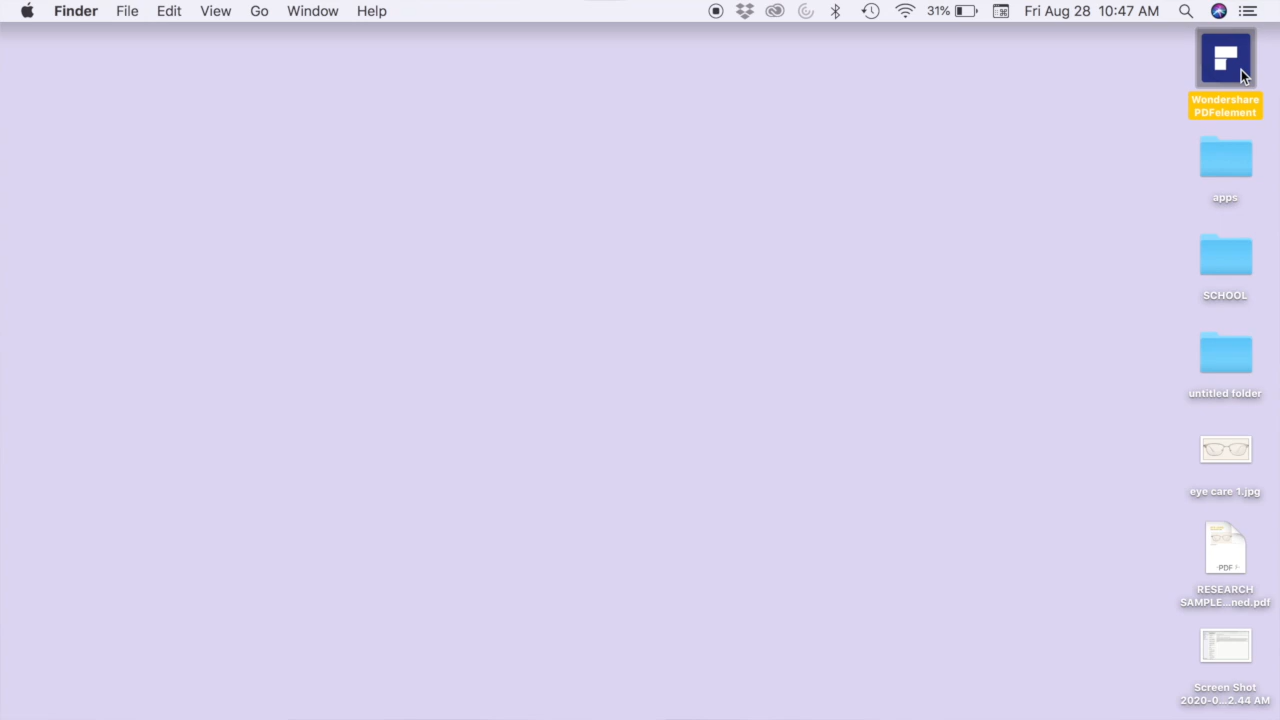 Finder File Edit View Go Window Help 31% Fri Aug 28 10:47 AM
Wondershare
PDFelement
apps
SCHOOL
untitled folder
eye care 1.jpg
PDF
RESEARCH
SAMPLE...ned.pdf
Screen Shot
2020-0...2.44 AM